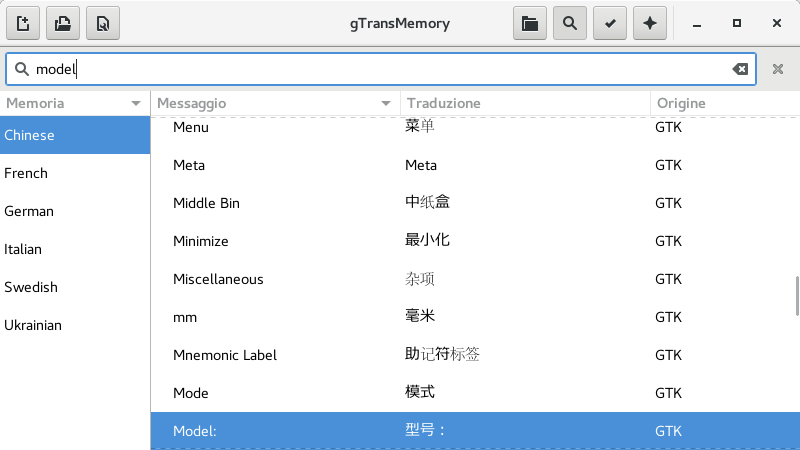 gTransMemory
model
Memoria Messaggio Traduzione Origine
Chinese
French
German
Italian
Swedish
Ukrainian
Menu 菜单 GTK
Meta Meta GTK
Middle Bin 中纸盒 GTK
Minimize 最小化 GTK
Miscellaneous 杂项 GTK
mm 毫米 GTK
Mnemonic Label 助记符标签 GTK
Mode 模式 GTK
Model: 型号： GTK